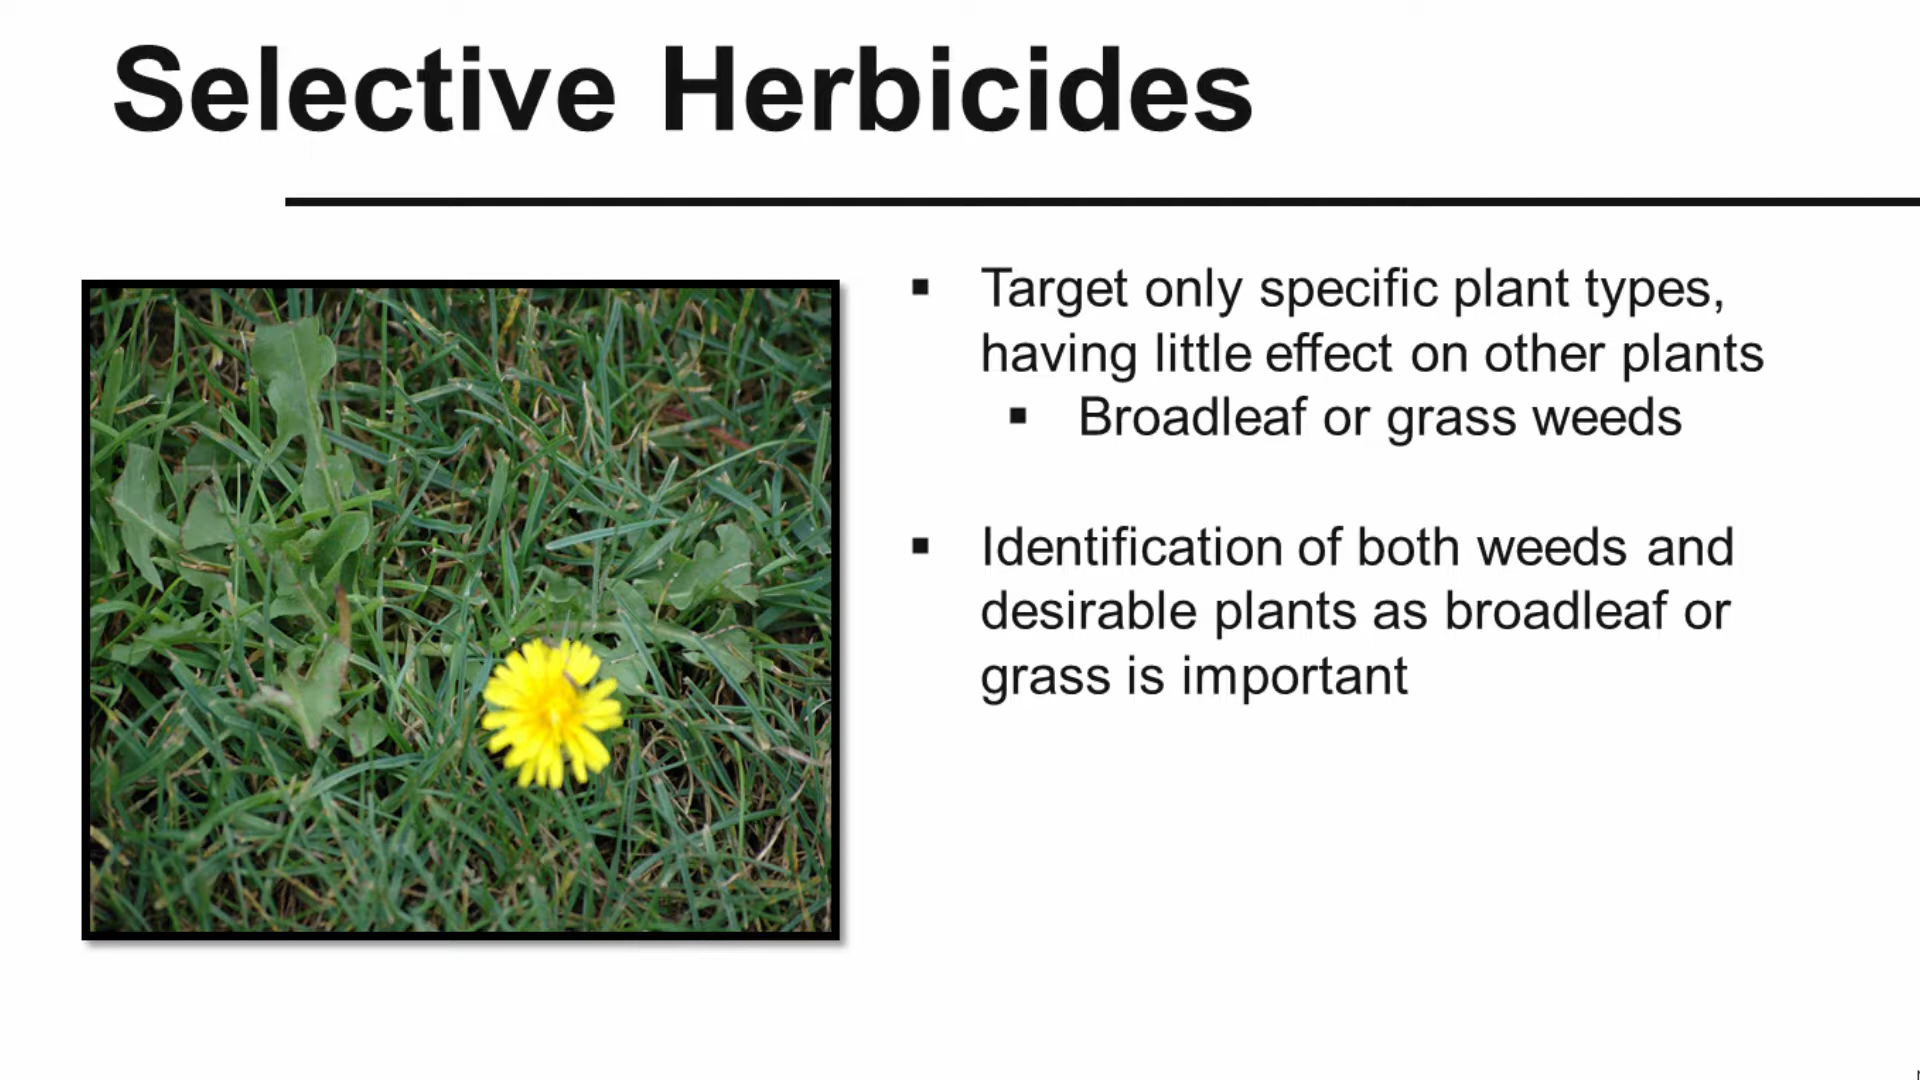 Selective Herbicides
▪ Target only specific plant types,
having little effect on other plants
▪ Broadleaf or grass weeds
▪ Identification of both weeds and
desirable plants as broadleaf or
grass is important